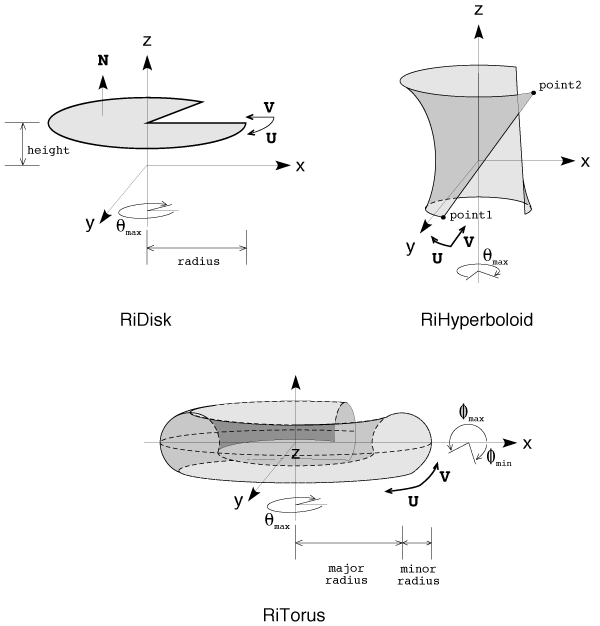 z
N
V
U
height
x
y
θmax
radius
RiDisk
z
point2
x
point1
y
U
V
θmax
RiHyperboloid
ϕmax
x
z
ϕmin
V
y
U
θmax
major
radius
minor
radius
RiTorus